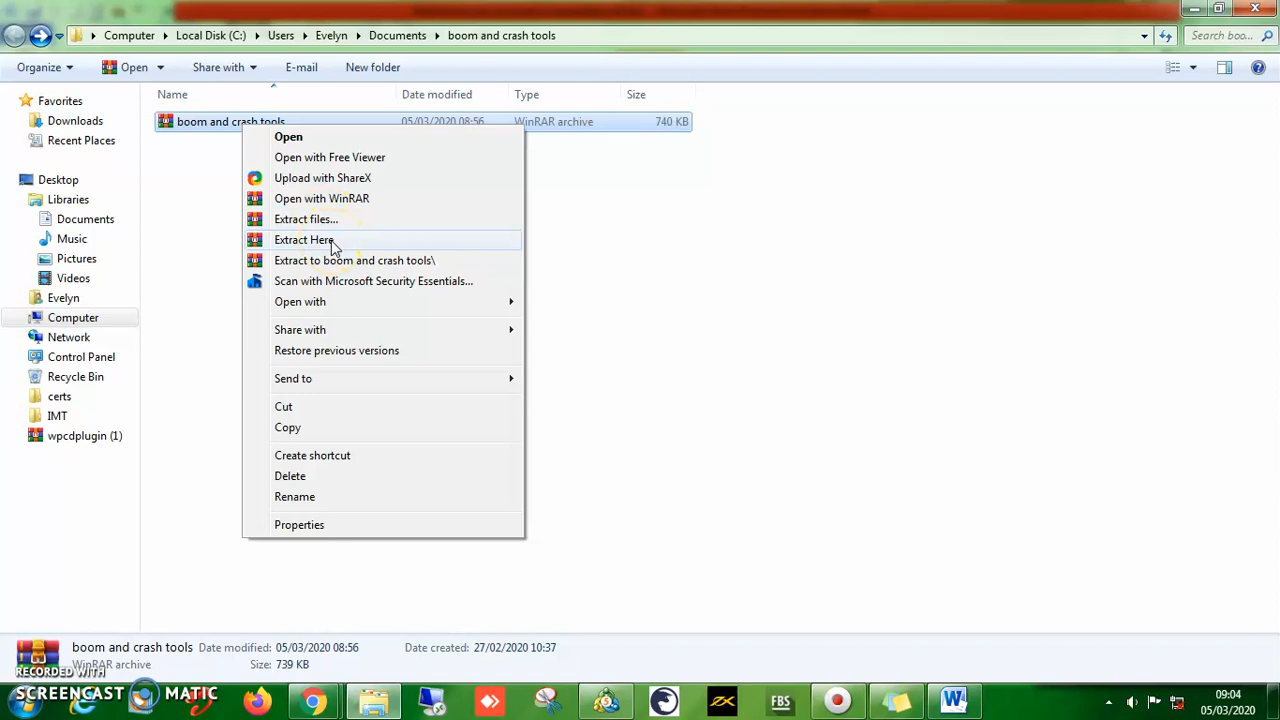 Computer Local Disk (C:) Users Evelyn Documents boom and crash tools Search boo...
Organize Open Share with E-mail New folder
Name Date modified Type Size
boom and crash tools 05/03/2020 08:56 WinRAR archive 740 KB
Favorites
Downloads
Recent Places
Desktop
Libraries
Documents
Music
Pictures
Videos
Evelyn
Computer
Network
Control Panel
Recycle Bin
certs
IMT
wpcdplugin (1)
Open
Open with Free Viewer
Upload with ShareX
Open with WinRAR
Extract files...
Extract Here
Extract to boom and crash tools\
Scan with Microsoft Security Essentials...
Open with
Share with
Restore previous versions
Send to
Cut
Copy
Create shortcut
Delete
Rename
Properties
boom and crash tools Date modified: 05/03/2020 08:56 Date created: 27/02/2020 10:37
WinRAR archive Size: 739 KB
RECORDED WITH
SCREENCAST MATIC
FBS
09:04
05/03/2020